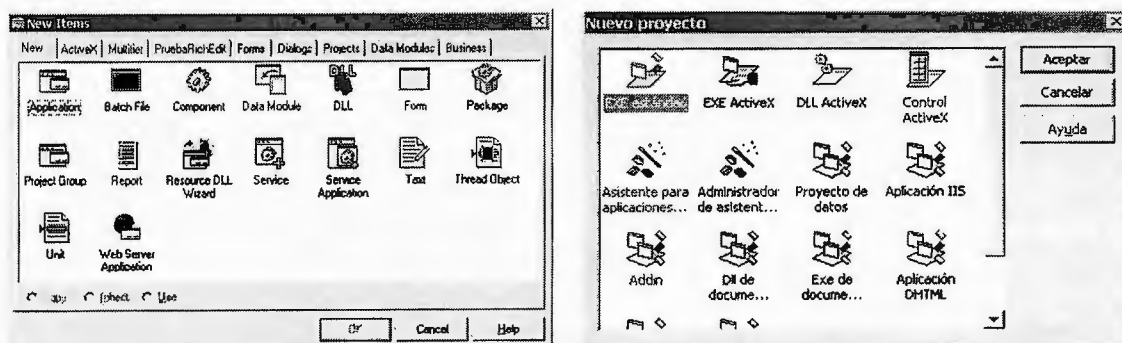 New Items
New ActiveX Multitier PruebaRichEdit Forms Dialogs Projects Data Modules Business
Application Batch File Component Data Module DLL Form Package
Project Group Report Resource DLL Wizard Service Service Application Text Thread Object
Unit Web Server Application
Copy Inherit Use
OK Cancel Help
Nuevo proyecto
EXE ActiveX DLL ActiveX Control ActiveX
Asistente para aplicaciones... Administrador de asistent... Proyecto de datos Aplicación IIS
Addin Dll de docume... Exe de docume... Aplicación DHTML
Aceptar
Cancelar
Ayuda